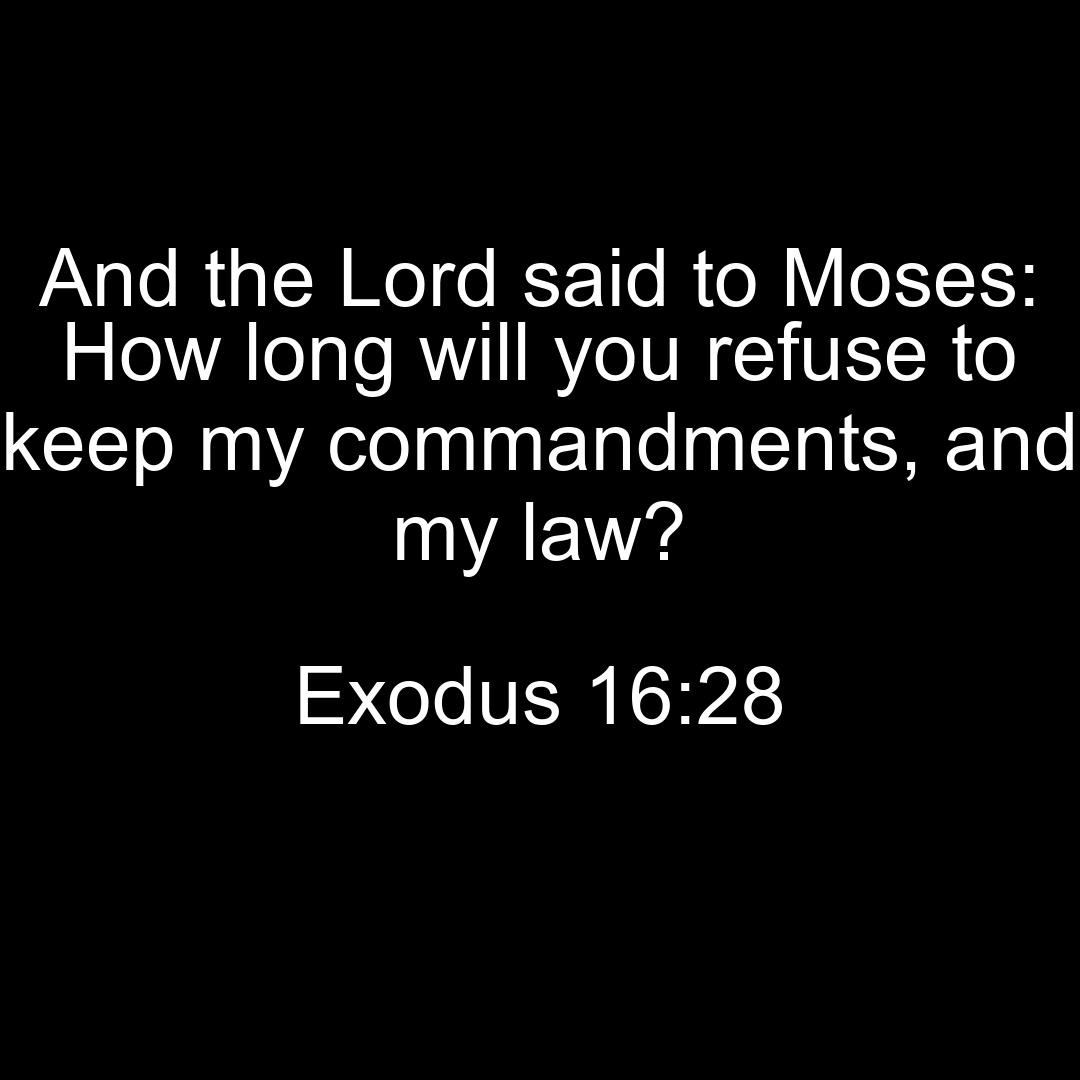 And the Lord said to Moses:
How long will you refuse to
keep my commandments, and
my law?
Exodus 16:28